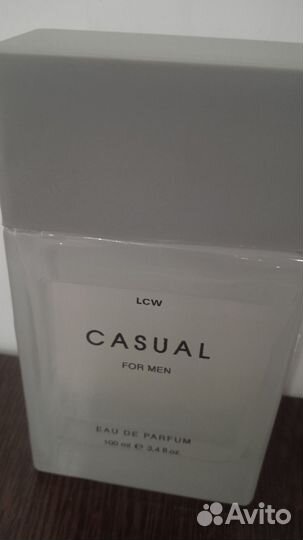 LCW
CASUAL
FOR MEN
EAU DE PARFUM
100 ml ℮ 3,4 fl.oz.
Avito